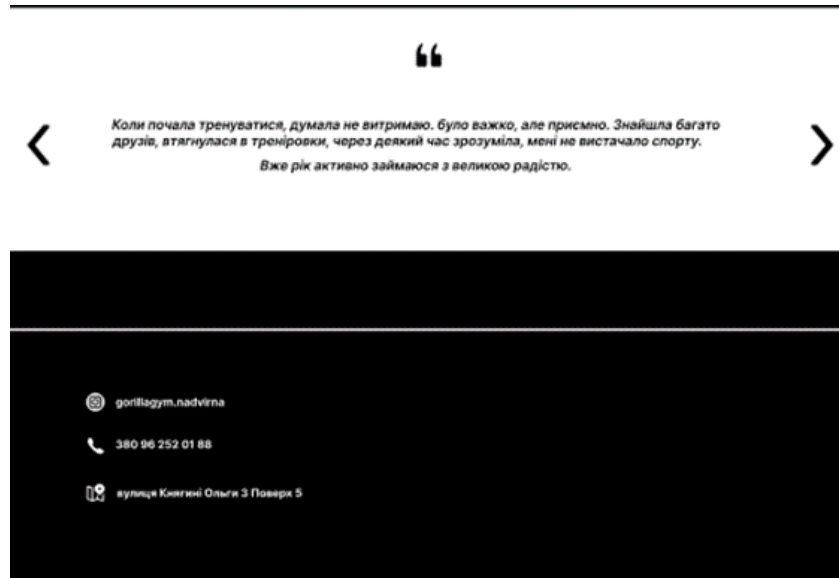 “
Коли почала тренуватися, думала не витримаю. було важко, але приємно. Знайшла багато
друзів, втягнулася в треніровки, через деякий час зрозуміла, мені не вистачало спорту.
Вже рік активно займаюся з великою радістю.
gorillagym.nadvirna
380 96 252 01 88
вулиця Княгині Ольги 3 Поверх 5